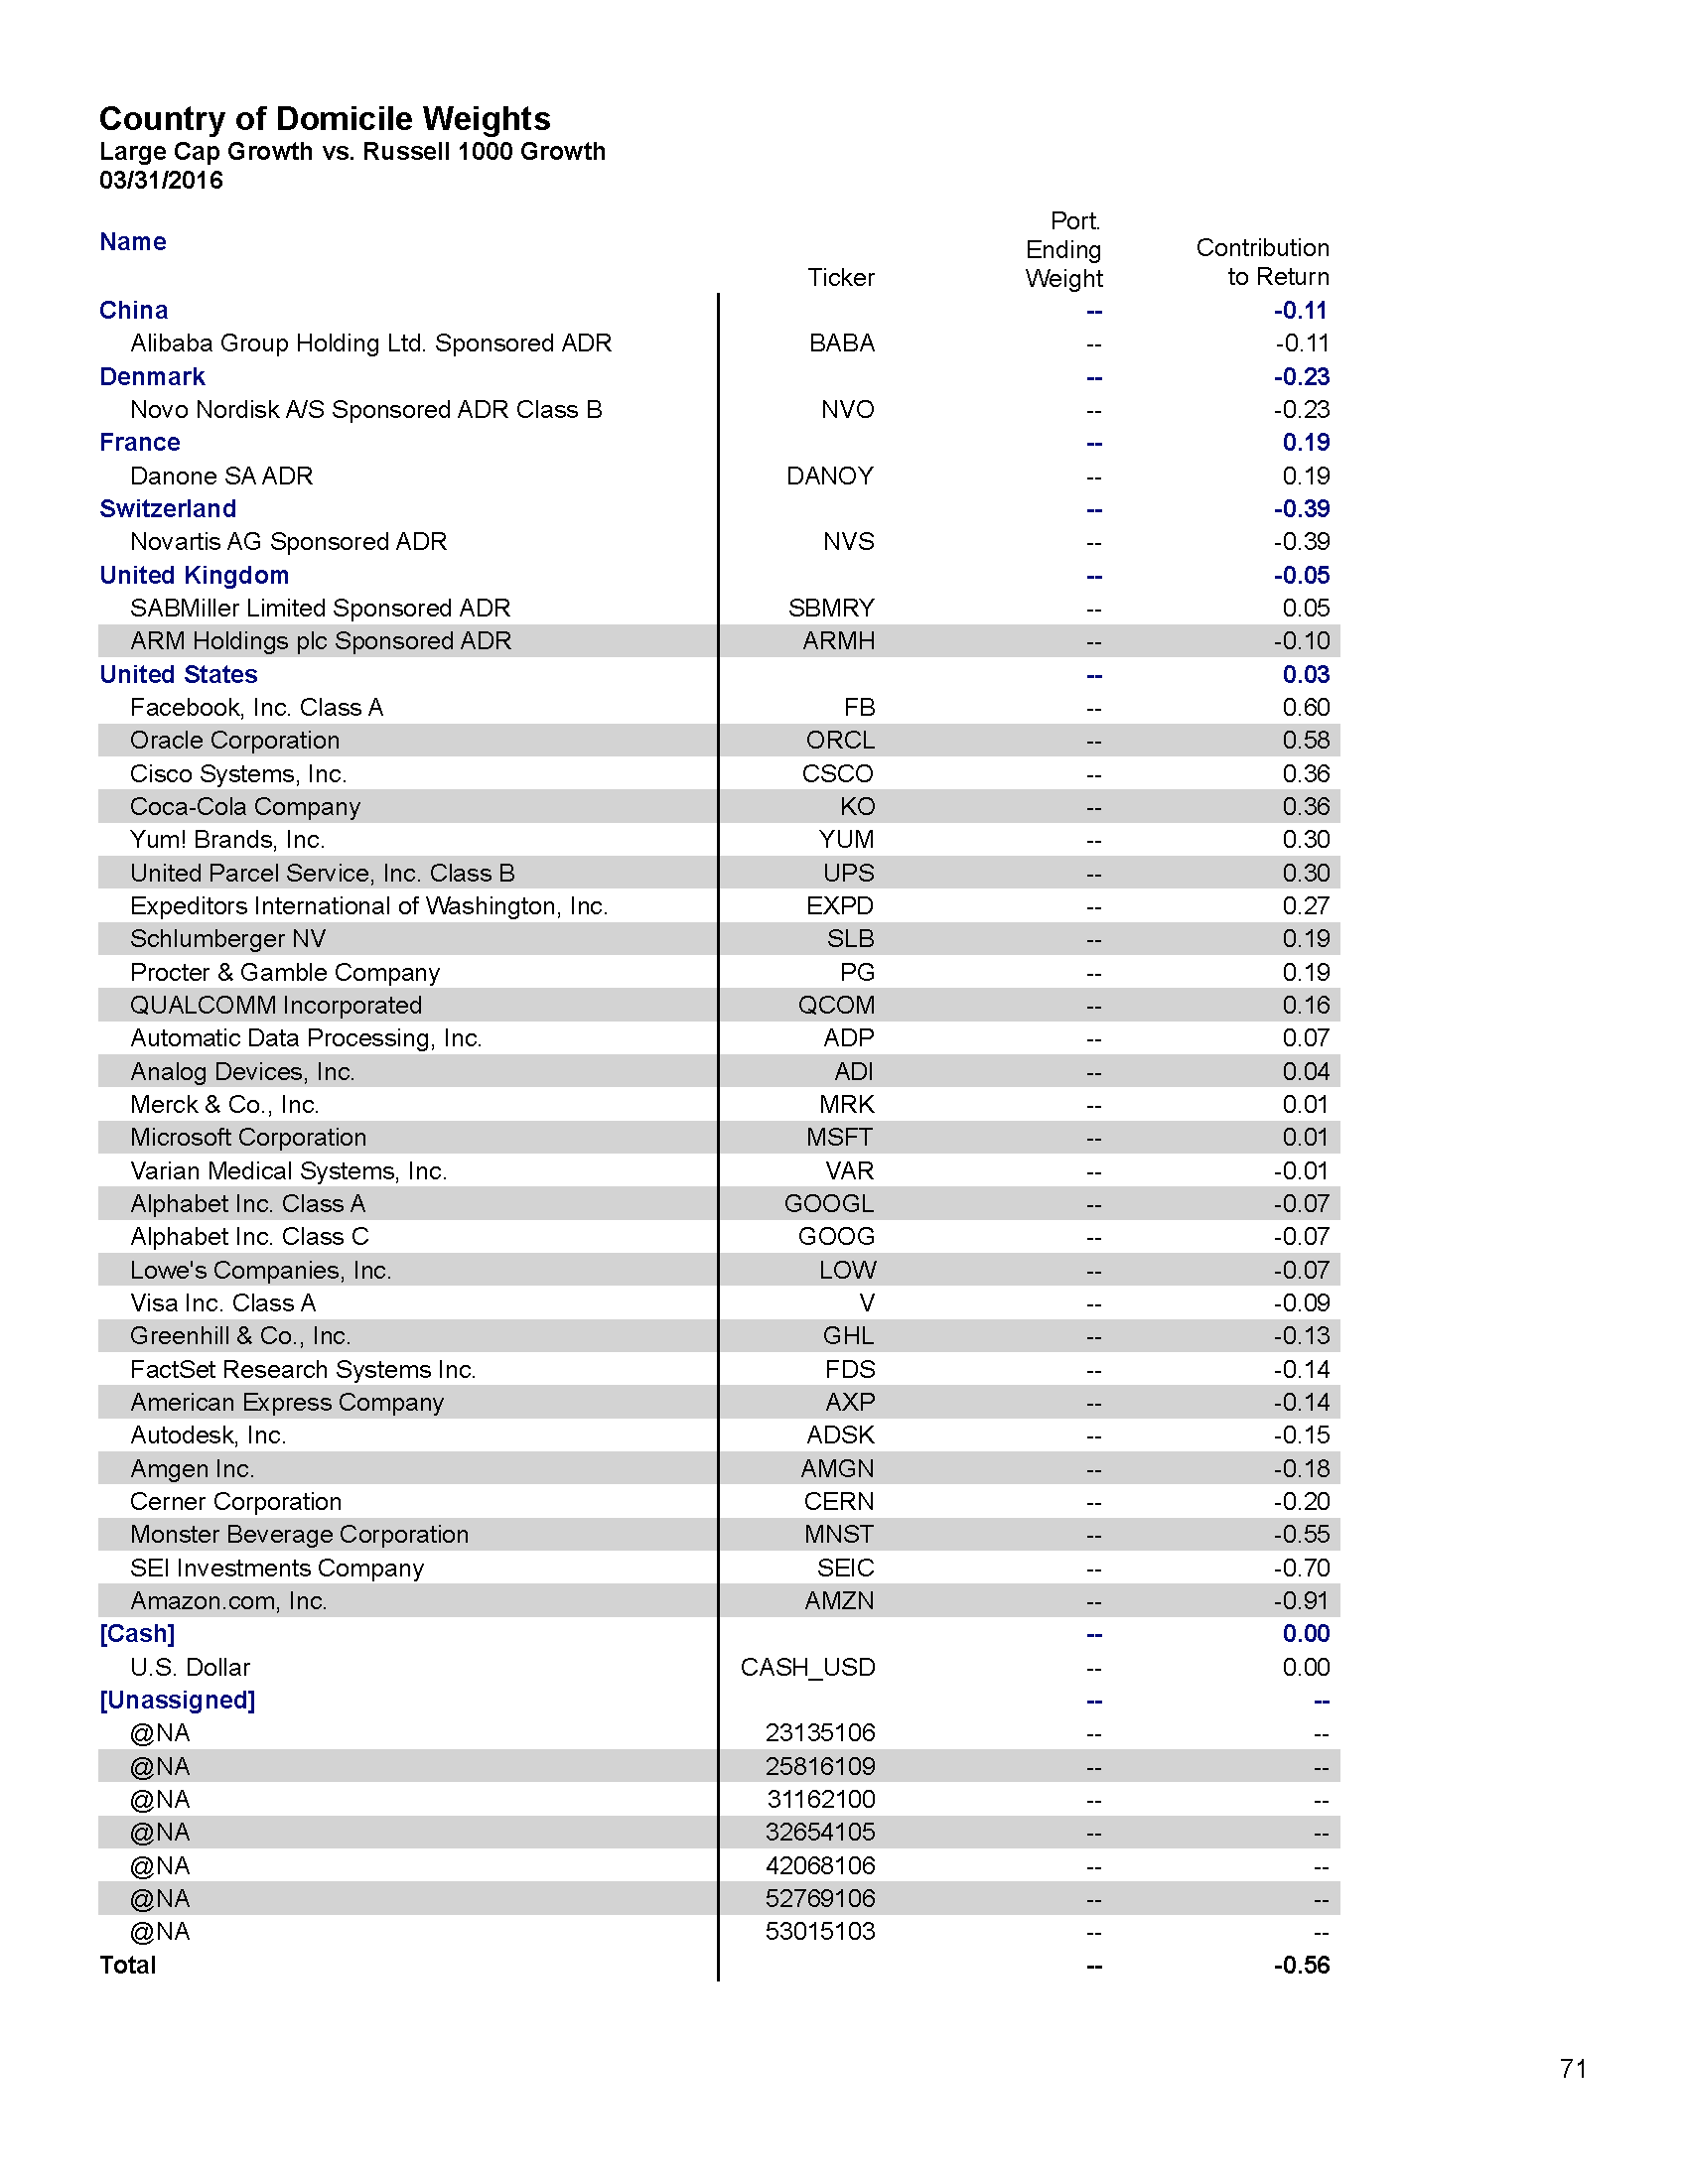 Country of Domicile Weights
Large Cap Growth vs. Russell 1000 Growth
03/31/2016
Name Ticker Port. Ending Weight Contribution to Return
China -- -0.11
Alibaba Group Holding Ltd. Sponsored ADR BABA -- -0.11
Denmark -- -0.23
Novo Nordisk A/S Sponsored ADR Class B NVO -- -0.23
France -- 0.19
Danone SA ADR DANOY -- 0.19
Switzerland -- -0.39
Novartis AG Sponsored ADR NVS -- -0.39
United Kingdom -- -0.05
SABMiller Limited Sponsored ADR SBMRY -- 0.05
ARM Holdings plc Sponsored ADR ARMH -- -0.10
United States -- 0.03
Facebook, Inc. Class A FB -- 0.60
Oracle Corporation ORCL -- 0.58
Cisco Systems, Inc. CSCO -- 0.36
Coca-Cola Company KO -- 0.36
Yum! Brands, Inc. YUM -- 0.30
United Parcel Service, Inc. Class B UPS -- 0.30
Expeditors International of Washington, Inc. EXPD -- 0.27
Schlumberger NV SLB -- 0.19
Procter & Gamble Company PG -- 0.19
QUALCOMM Incorporated QCOM -- 0.16
Automatic Data Processing, Inc. ADP -- 0.07
Analog Devices, Inc. ADI -- 0.04
Merck & Co., Inc. MRK -- 0.01
Microsoft Corporation MSFT -- 0.01
Varian Medical Systems, Inc. VAR -- -0.01
Alphabet Inc. Class A GOOGL -- -0.07
Alphabet Inc. Class C GOOG -- -0.07
Lowe's Companies, Inc. LOW -- -0.07
Visa Inc. Class A V -- -0.09
Greenhill & Co., Inc. GHL -- -0.13
FactSet Research Systems Inc. FDS -- -0.14
American Express Company AXP -- -0.14
Autodesk, Inc. ADSK -- -0.15
Amgen Inc. AMGN -- -0.18
Cerner Corporation CERN -- -0.20
Monster Beverage Corporation MNST -- -0.55
SEI Investments Company SEIC -- -0.70
Amazon.com, Inc. AMZN -- -0.91
[Cash] -- 0.00
U.S. Dollar CASH_USD -- 0.00
[Unassigned] -- --
@NA 23135106 -- --
@NA 25816109 -- --
@NA 31162100 -- --
@NA 32654105 -- --
@NA 42068106 -- --
@NA 52769106 -- --
@NA 53015103 -- --
Total -- -0.56
71